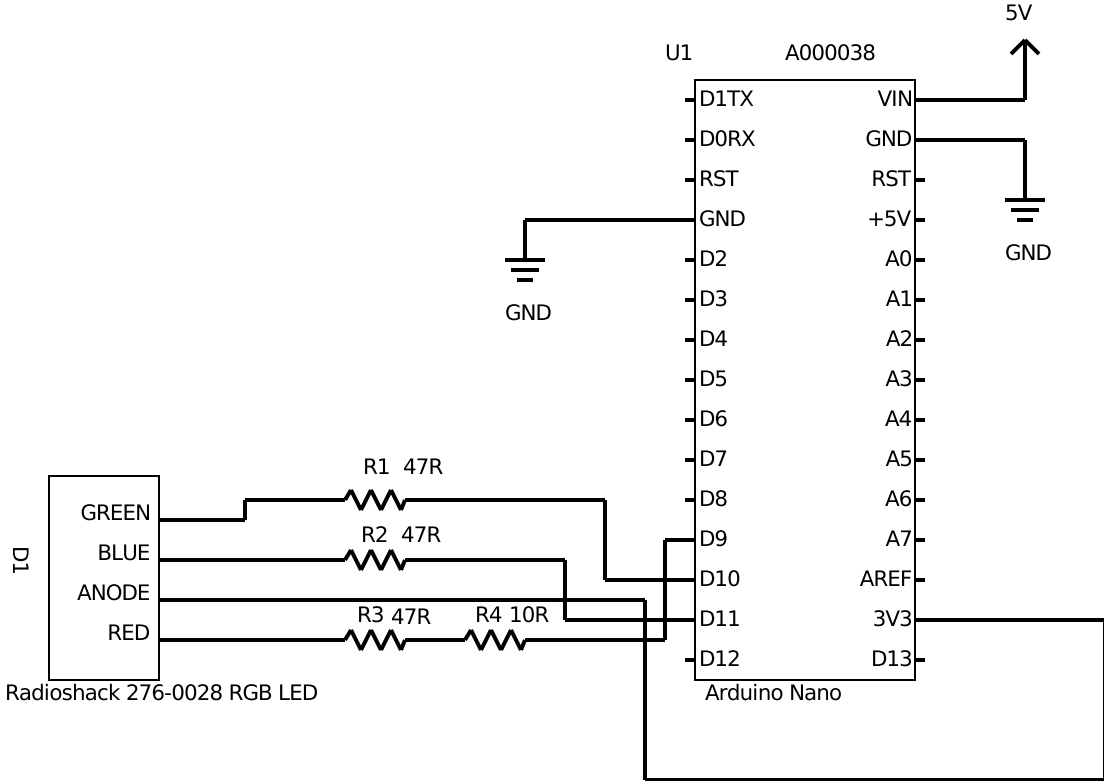 5V
U1 A000038
D1TX VIN
D0RX GND
RST RST
GND +5V
D2 A0
GND
D3 A1
GND
D4 A2
D5 A3
D6 A4
D7 A5
R1 47R
D8 A6
GREEN
R2 47R
D9 A7
BLUE
D1
D10 AREF
ANODE
R3 47R R4 10R
D11 3V3
RED
D12 D13
Radioshack 276-0028 RGB LED
Arduino Nano